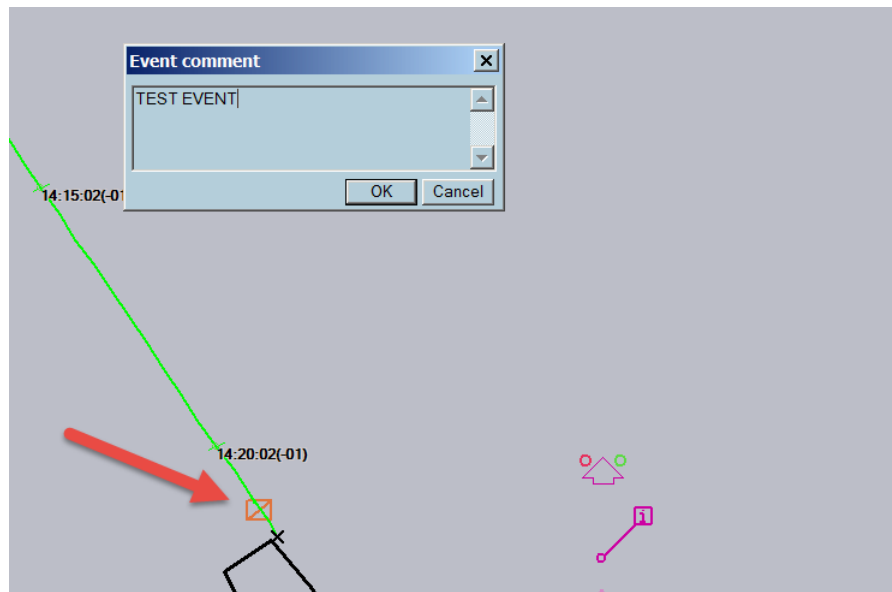 Event comment
TEST EVENT
OK Cancel
14:15:02(-01
14:20:02(-01)
i